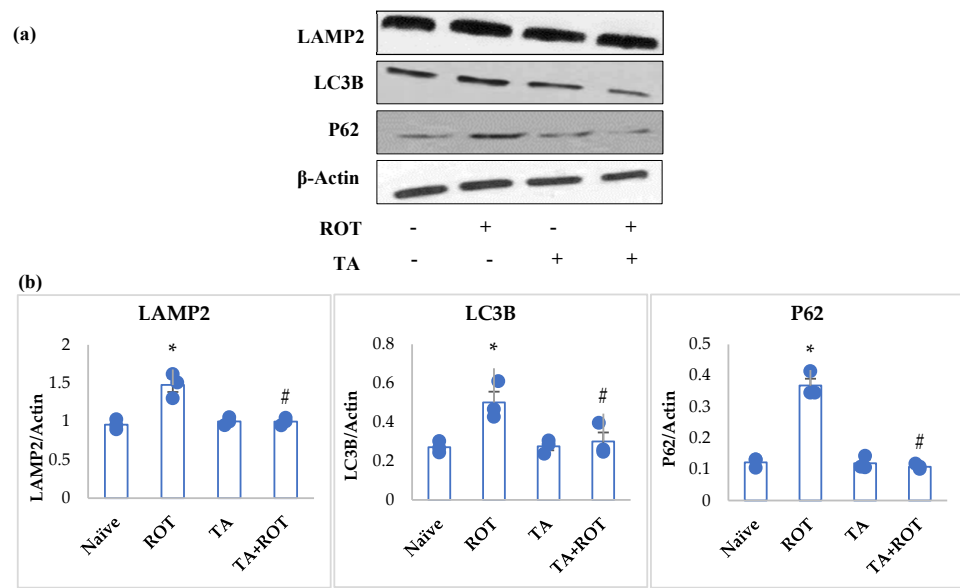 (a)
LAMP2
LC3B
P62
β-Actin
ROT - + - +
TA - - + +
(b)
LAMP2
LAMP2/Actin
2
1.5
1
0.5
0
*
#
Naïve ROT TA TA+ROT
LC3B
LC3B/Actin
0.8
0.6
0.4
0.2
0
*
#
Naïve ROT TA TA+ROT
P62
P62/Actin
0.5
0.4
0.3
0.2
0.1
0
*
#
Naïve ROT TA TA+ROT